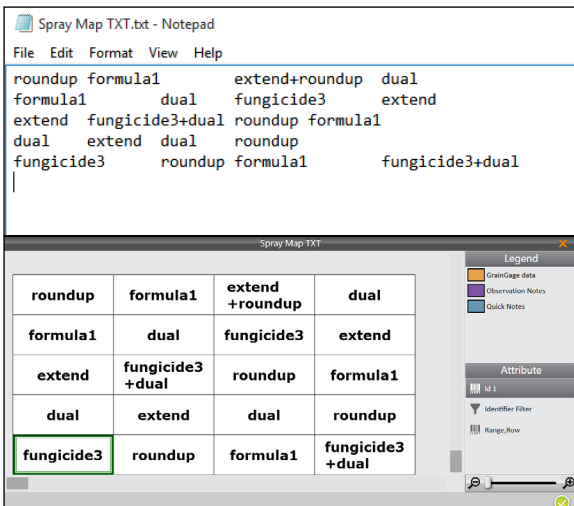 Spray Map TXT.txt - Notepad
File Edit Format View Help
roundup formula1 extend+roundup dual
formula1 dual fungicide3 extend
extend fungicide3+dual roundup formula1
dual extend dual roundup
fungicide3 roundup formula1 fungicide3+dual
Spray Map TXT
roundup formula1 extend +roundup dual
formula1 dual fungicide3 extend
extend fungicide3 +dual roundup formula1
dual extend dual roundup
fungicide3 roundup formula1 fungicide3 +dual
Legend
GrainGage data
Observation Notes
Quick Notes
Attribute
Id 1
Identifier Filter
Range,Row